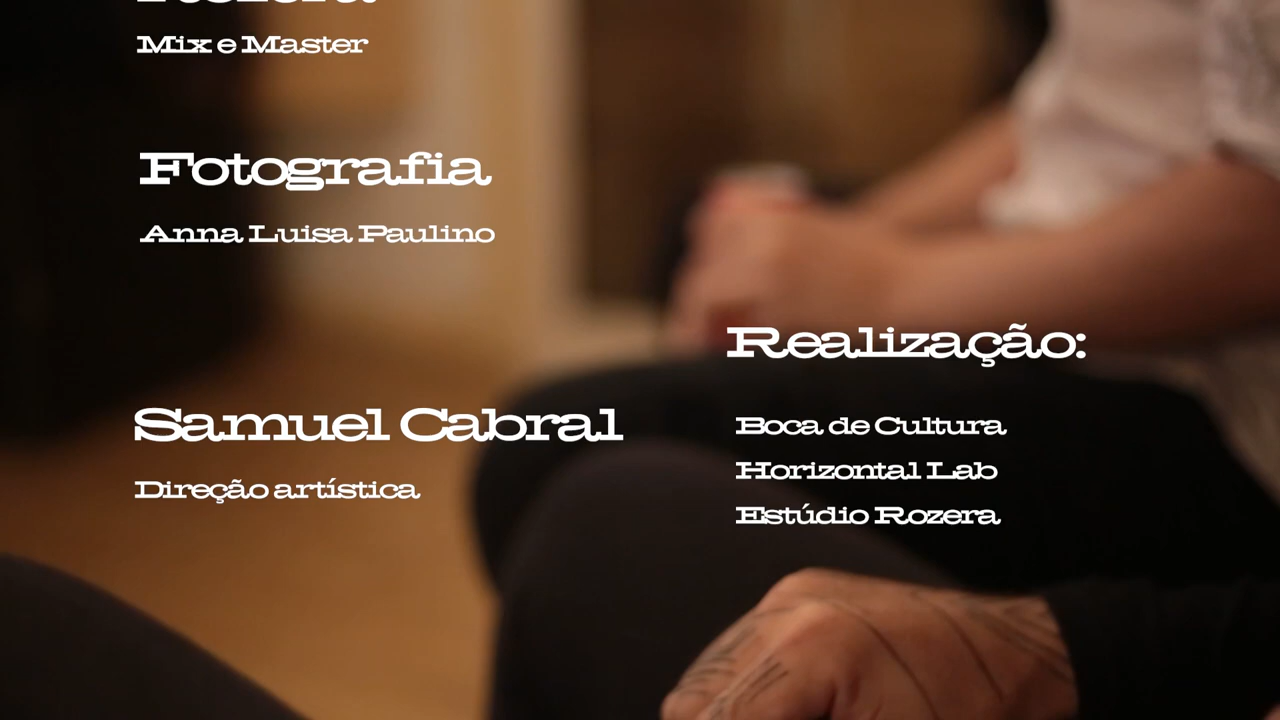 Mix e Master
Fotografia
Anna Luisa Paulino
Samuel Cabral
Direção artística
Realização:
Boca de Cultura
Horizontal Lab
Estúdio Rozera